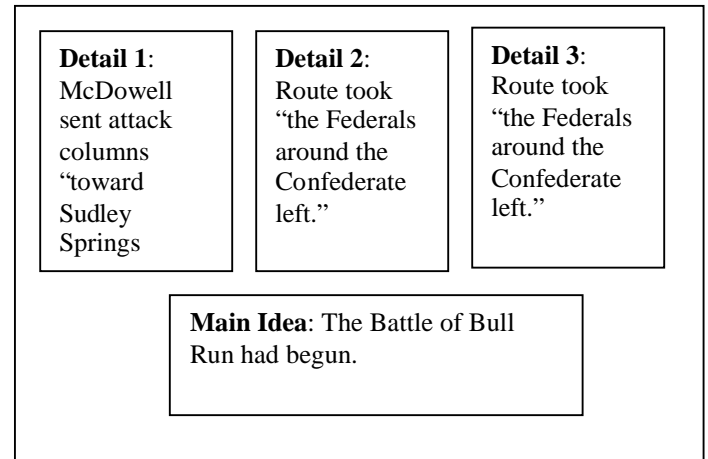 Detail 1:
McDowell
sent attack
columns
“toward
Sudley
Springs
Detail 2:
Route took
“the Federals
around the
Confederate
left.”
Detail 3:
Route took
“the Federals
around the
Confederate
left.”
Main Idea: The Battle of Bull
Run had begun.